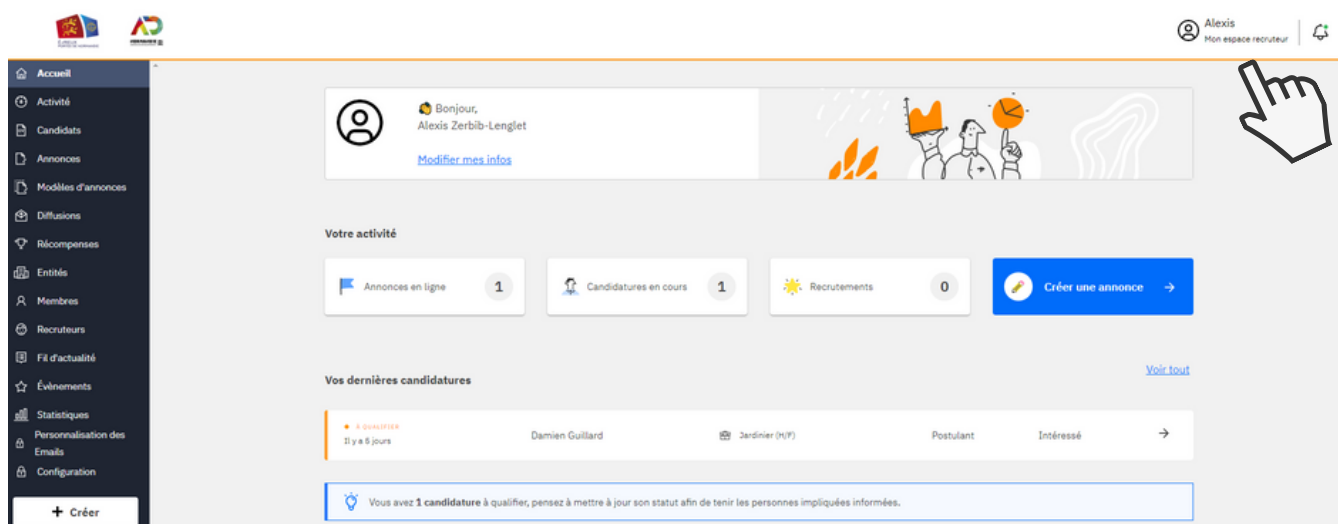 Alexis
Mon espace recruteur
Accueil
Activité
Candidats
Annonces
Modèles d'annonces
Diffusions
Récompenses
Entités
Membres
Recruteurs
Fil d'actualité
Évènements
Statistiques
Personnalisation des
Emails
Configuration
+ Créer
Bonjour,
Alexis Zerbib-Lenglet
Modifier mes infos
Votre activité
Annonces en ligne 1
Candidatures en cours 1
Recrutements 0
Créer une annonce →
Vos dernières candidatures
Voir tout
À QUALIFIER
Il y a 5 jours
Damien Guillard
Jardinier (H/F)
Postulant
Intéressé
Vous avez 1 candidature à qualifier, pensez à mettre à jour son statut afin de tenir les personnes impliquées informées.